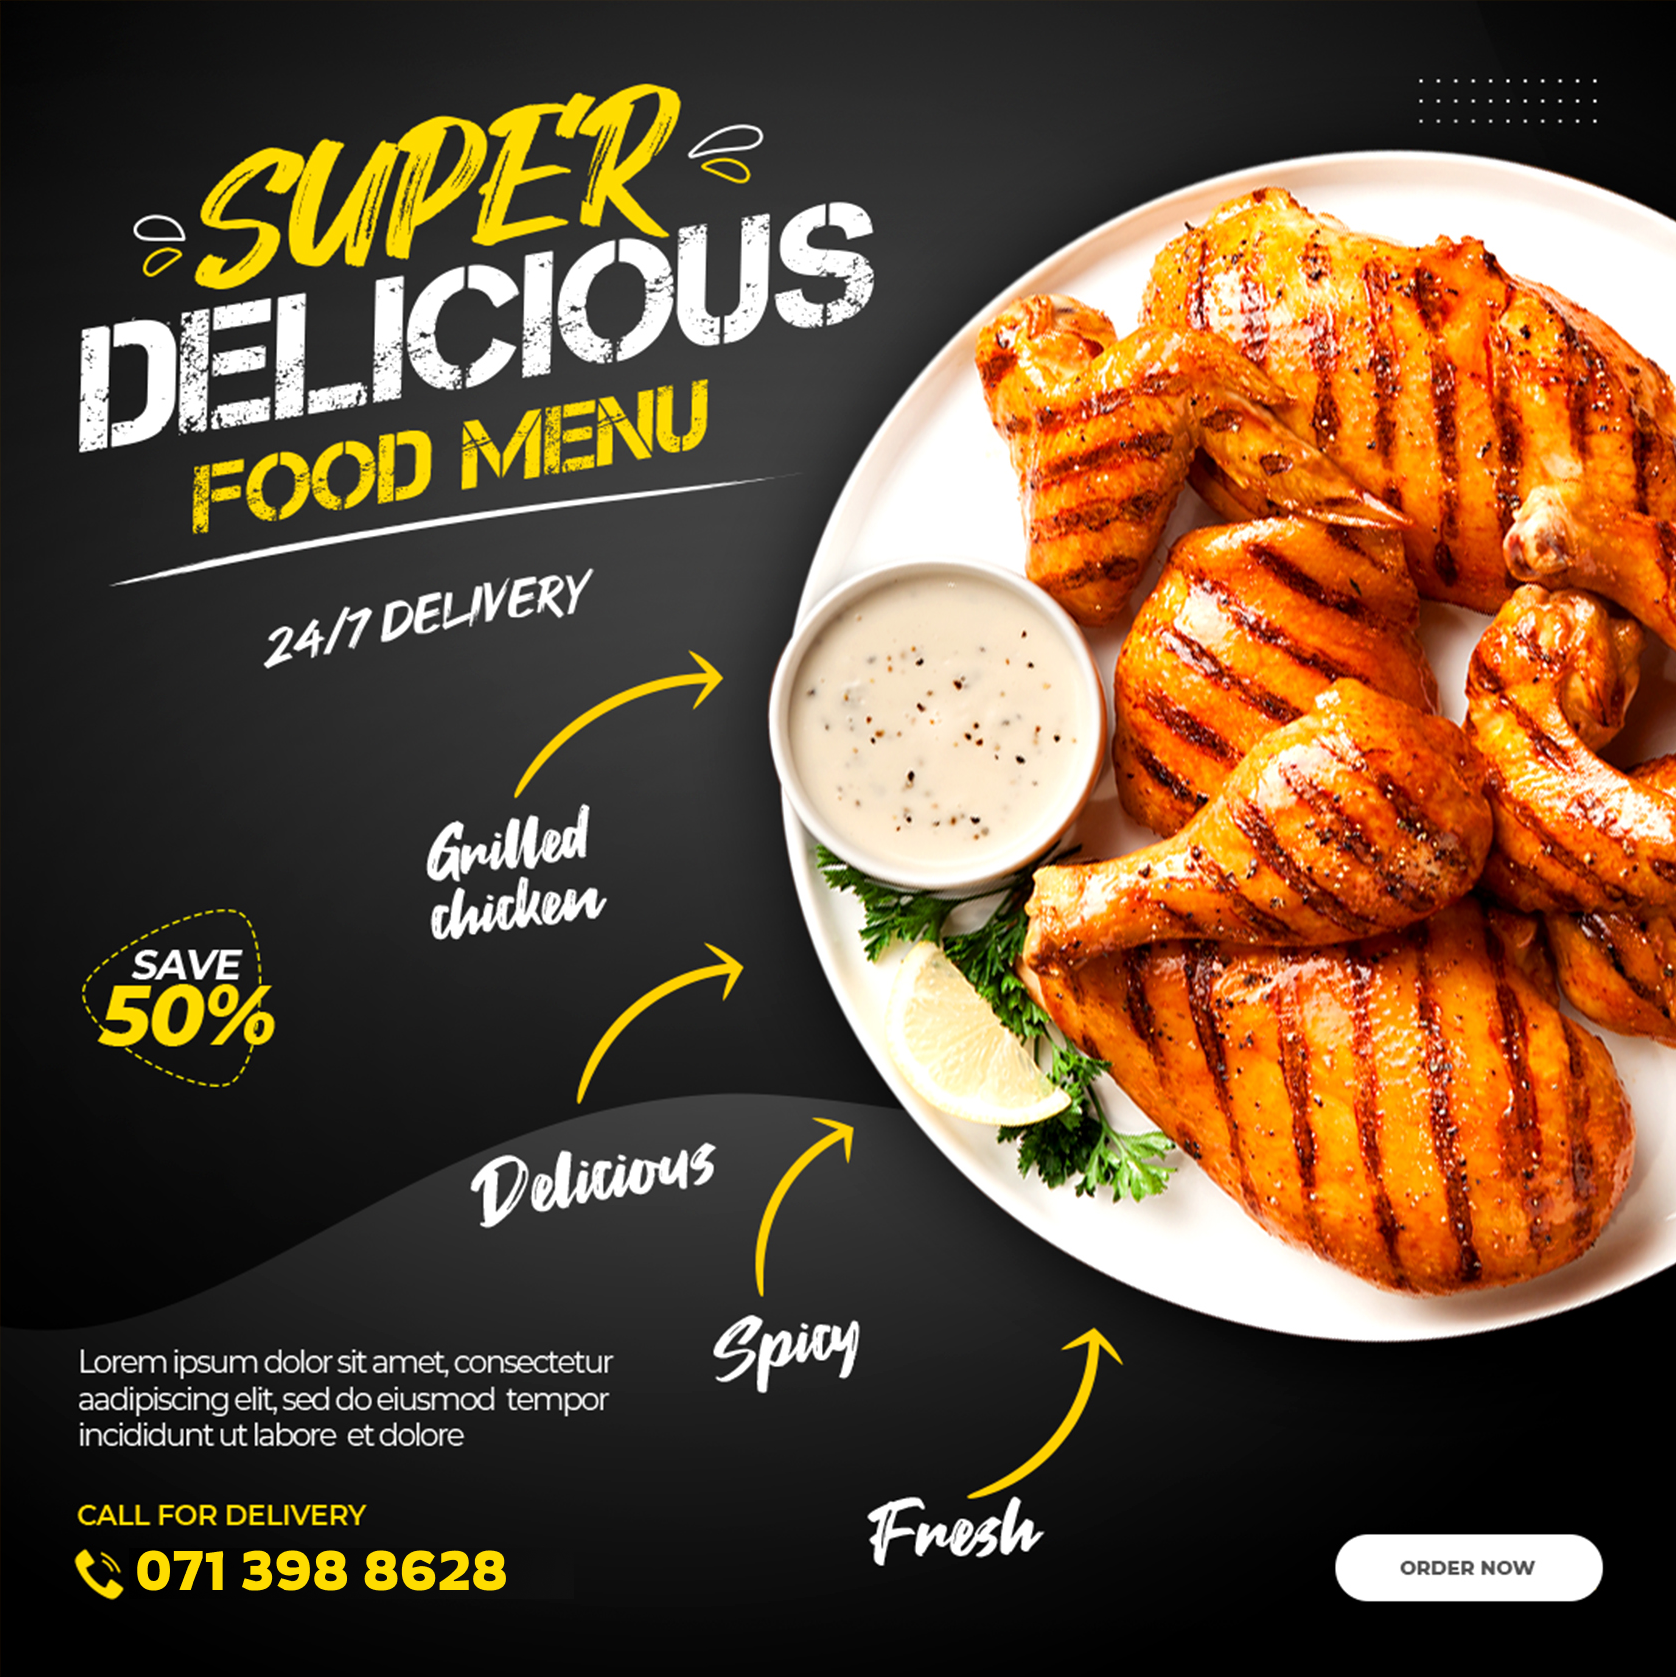 SUPER
DELICIOUS
FOOD MENU
24/7 DELIVERY
Grilled
chicken
SAVE
50%
Delicious
Spicy
Fresh
Lorem ipsum dolor sit amet, consectetur
aadipiscing elit, sed do eiusmod tempor
incididunt ut labore et dolore
CALL FOR DELIVERY
071 398 8628
ORDER NOW